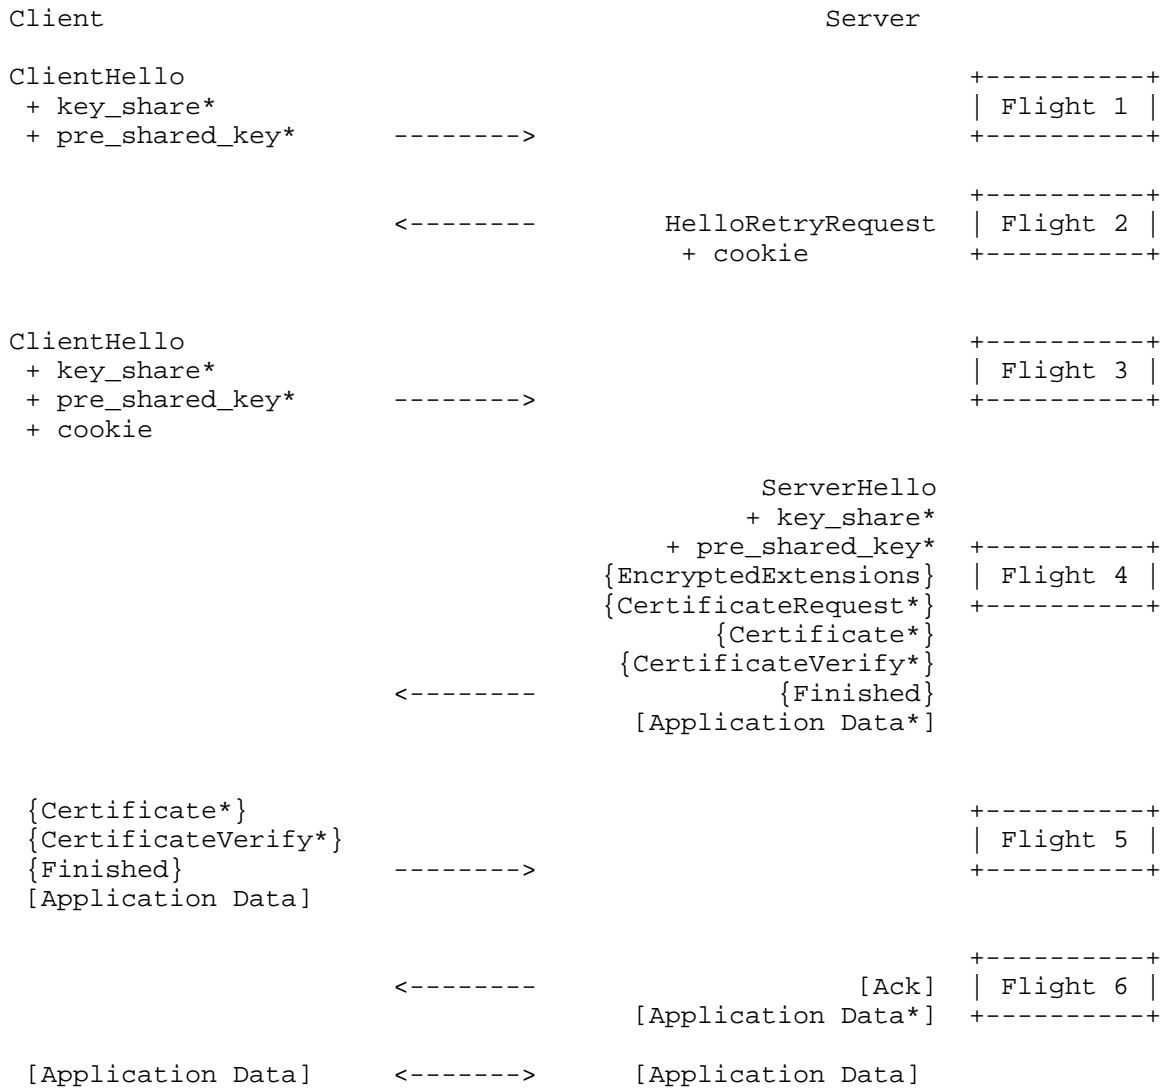 Client                                             Server

ClientHello                                                 +----------+
 + key_share*                                               | Flight 1 |
 + pre_shared_key*      -------->                           +----------+

                                                            +----------+
                        <--------        HelloRetryRequest  | Flight 2 |
                                          + cookie          +----------+


ClientHello                                                 +----------+
 + key_share*                                               | Flight 3 |
 + pre_shared_key*      -------->                           +----------+
 + cookie

                                               ServerHello
                                              + key_share*
                                         + pre_shared_key*  +----------+
                                     {EncryptedExtensions}  | Flight 4 |
                                     {CertificateRequest*}  +----------+
                                            {Certificate*}
                                      {CertificateVerify*}
                        <--------               {Finished}
                                       [Application Data*]


 {Certificate*}                                             +----------+
 {CertificateVerify*}                                       | Flight 5 |
 {Finished}             -------->                           +----------+
 [Application Data]

                                                            +----------+
                        <--------                    [Ack]  | Flight 6 |
                                       [Application Data*]  +----------+

 [Application Data]     <------->      [Application Data]